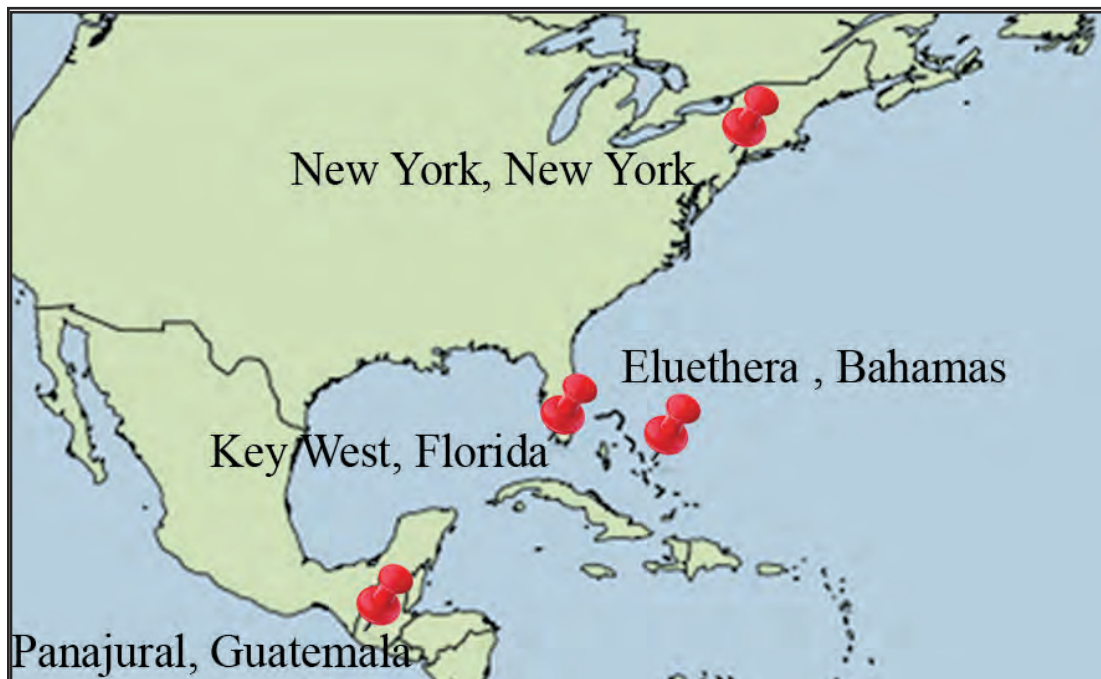 New York, New York
Eluethera , Bahamas
Key West, Florida
Panajural, Guatemala